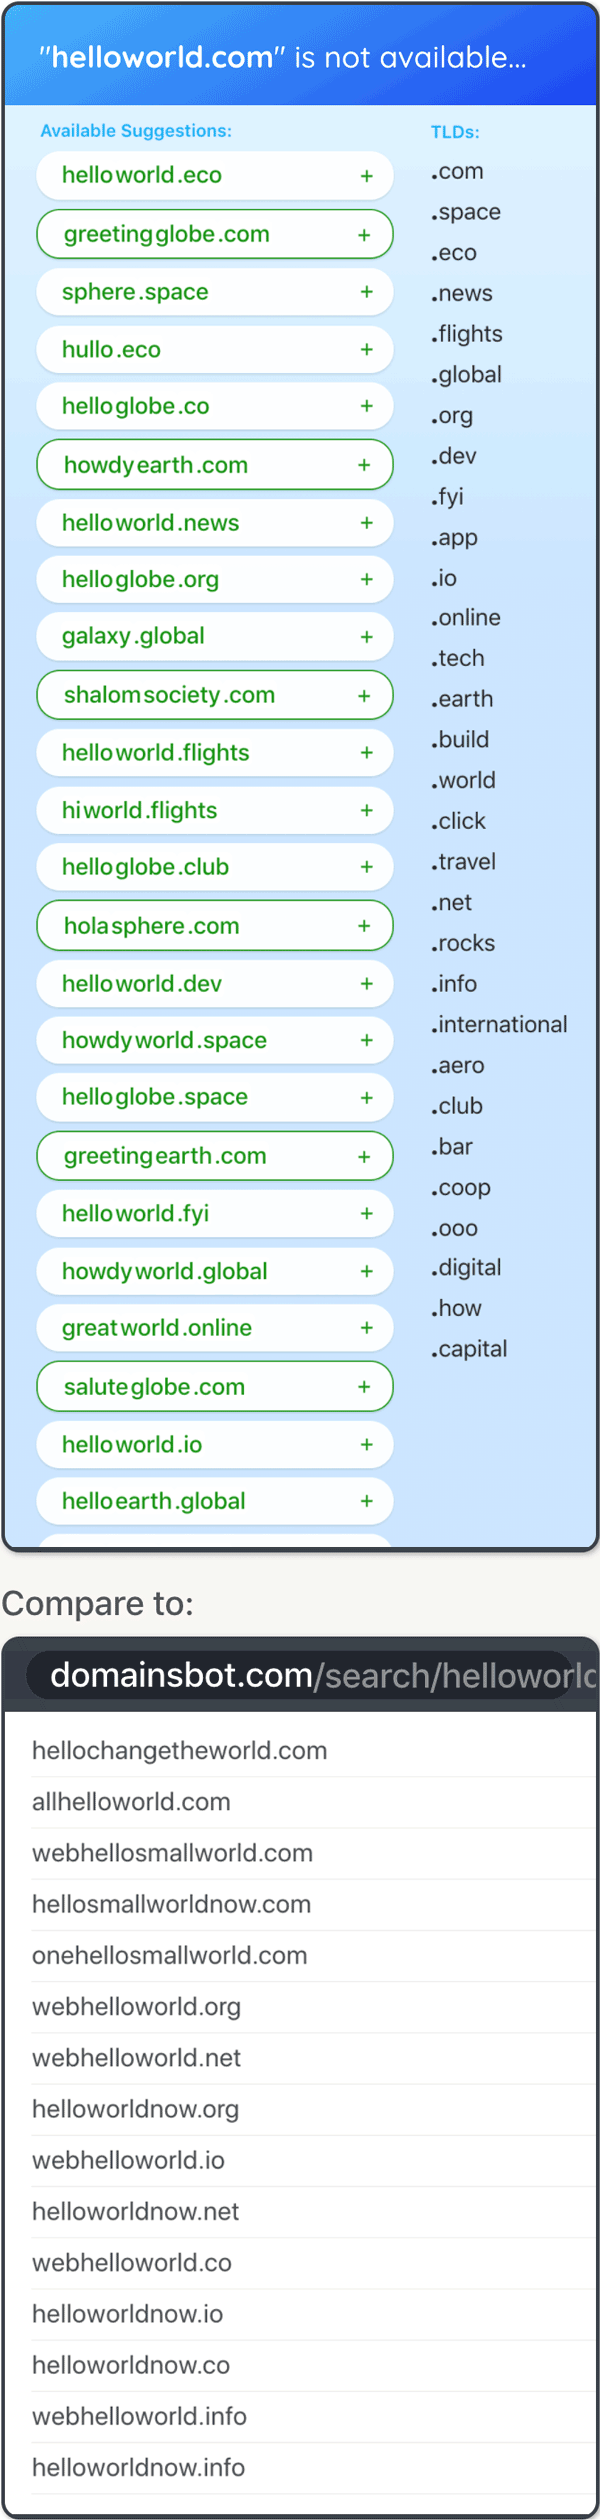 "helloworld.com" is not available...
Available Suggestions:
helloworld.eco +
greetingglobe.com +
sphere.space +
hullo.eco +
helloglobe.co +
howdyearth.com +
helloworld.news +
helloglobe.org +
galaxy.global +
shalomsociety.com +
helloworld.flights +
hiworld.flights +
helloglobe.club +
holasphere.com +
helloworld.dev +
howdyworld.space +
helloglobe.space +
greetingearth.com +
helloworld.fyi +
howdyworld.global +
greatworld.online +
saluteglobe.com +
helloworld.io +
helloearth.global +
TLDs:
.com
.space
.eco
.news
.flights
.global
.org
.dev
.fyi
.app
.io
.online
.tech
.earth
.build
.world
.click
.travel
.net
.rocks
.info
.international
.aero
.club
.bar
.coop
.ooo
.digital
.how
.capital
Compare to:
domainsbot.com/search/helloworld
hellochangetheworld.com
allhelloworld.com
webhellosmallworld.com
hellosmallworldnow.com
onehellosmallworld.com
webhelloworld.org
webhelloworld.net
helloworldnow.org
webhelloworld.io
helloworldnow.net
webhelloworld.co
helloworldnow.io
helloworldnow.co
webhelloworld.info
helloworldnow.info